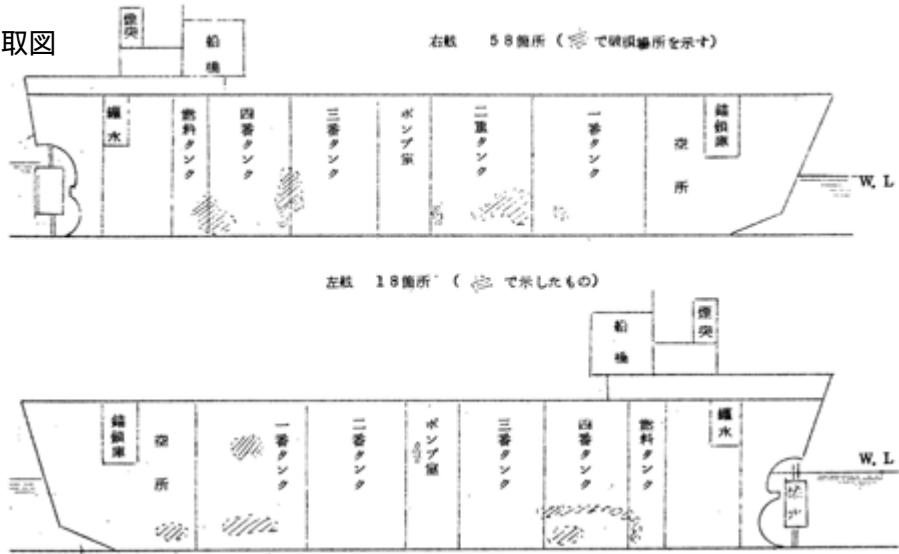 取図
右舷 58箇所 (で破損場所を示す)
煙突
船橋
罐水
燃料タンク
四番タンク
三番タンク
ポンプ室
二重タンク
一番タンク
空所
錨鎖庫
W.L
左舷 18箇所 (で示したもの)
船橋
煙突
錨鎖庫
空所
一番タンク
二番タンク
ポンプ室
三番タンク
四番タンク
燃料タンク
罐水
W.L